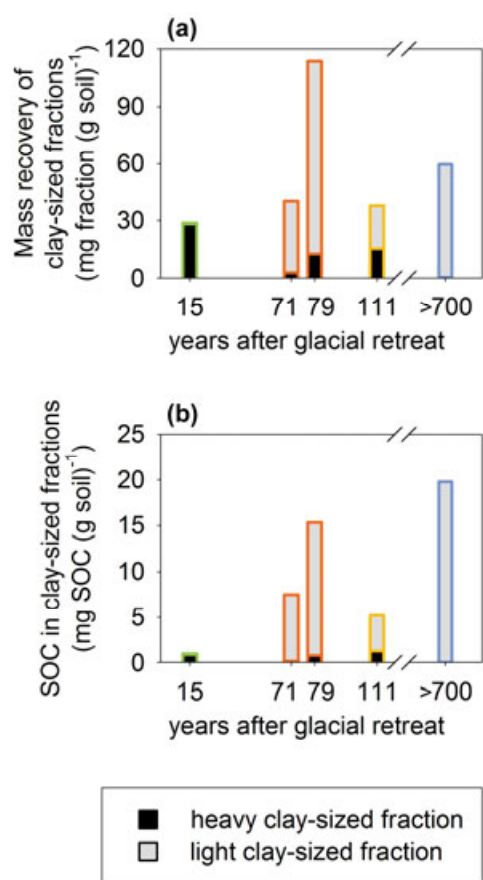 (a)
Mass recovery of
clay-sized fractions
(mg fraction (g soil)⁻¹)
120
90
60
30
0
15 71 79 111 >700
years after glacial retreat
(b)
SOC in clay-sized fractions
(mg SOC (g soil)⁻¹)
25
20
15
10
5
0
15 71 79 111 >700
years after glacial retreat
heavy clay-sized fraction
light clay-sized fraction